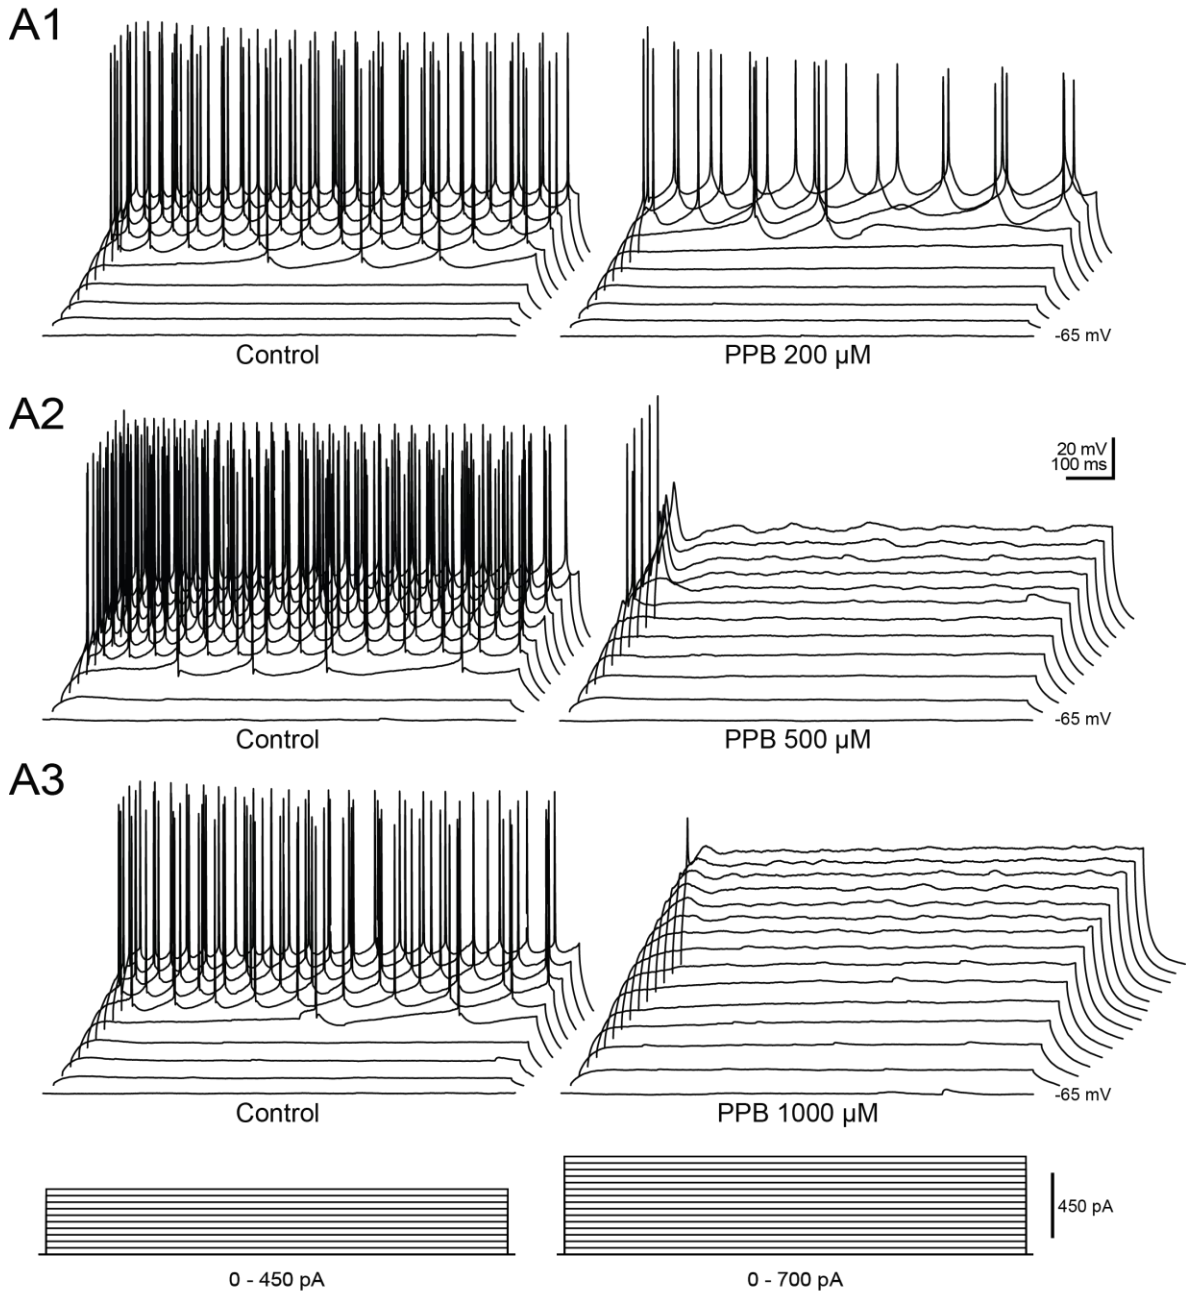 A1
-65 mV
Control
PPB 200 µM
A2
20 mV
100 ms
-65 mV
Control
PPB 500 µM
A3
-65 mV
Control
PPB 1000 µM
450 pA
0 - 450 pA
0 - 700 pA